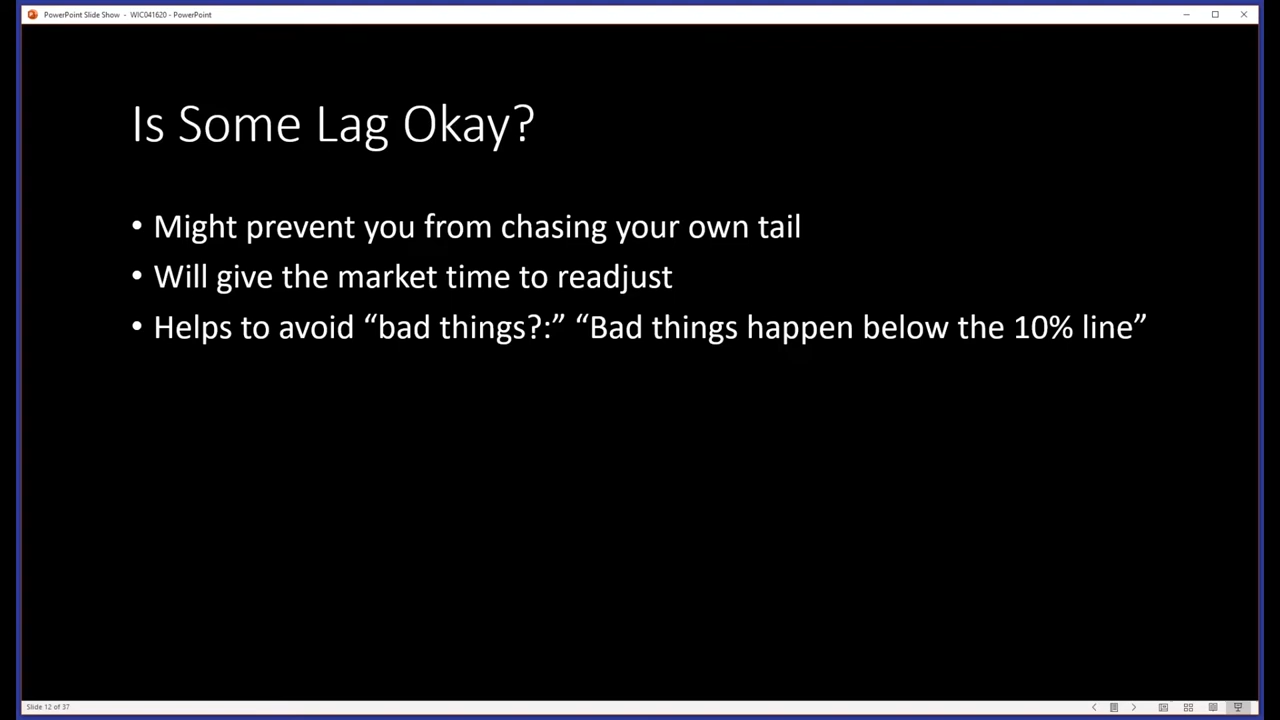 PowerPoint Slide Show - WIC041620 - PowerPoint
Is Some Lag Okay?
• Might prevent you from chasing your own tail
• Will give the market time to readjust
• Helps to avoid “bad things?:” “Bad things happen below the 10% line”
Slide 12 of 37